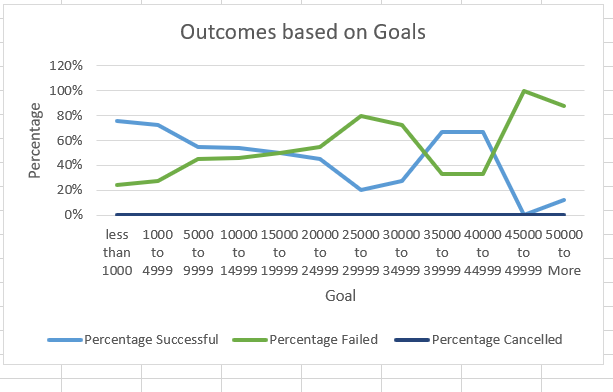 Outcomes based on Goals
120%
100%
80%
60%
40%
20%
0%
Percentage
less than 1000
1000 to 4999
5000 to 9999
10000 to 14999
15000 to 19999
20000 to 24999
25000 to 29999
30000 to 34999
35000 to 39999
40000 to 44999
45000 to 49999
50000 to More
Goal
Percentage Successful
Percentage Failed
Percentage Cancelled